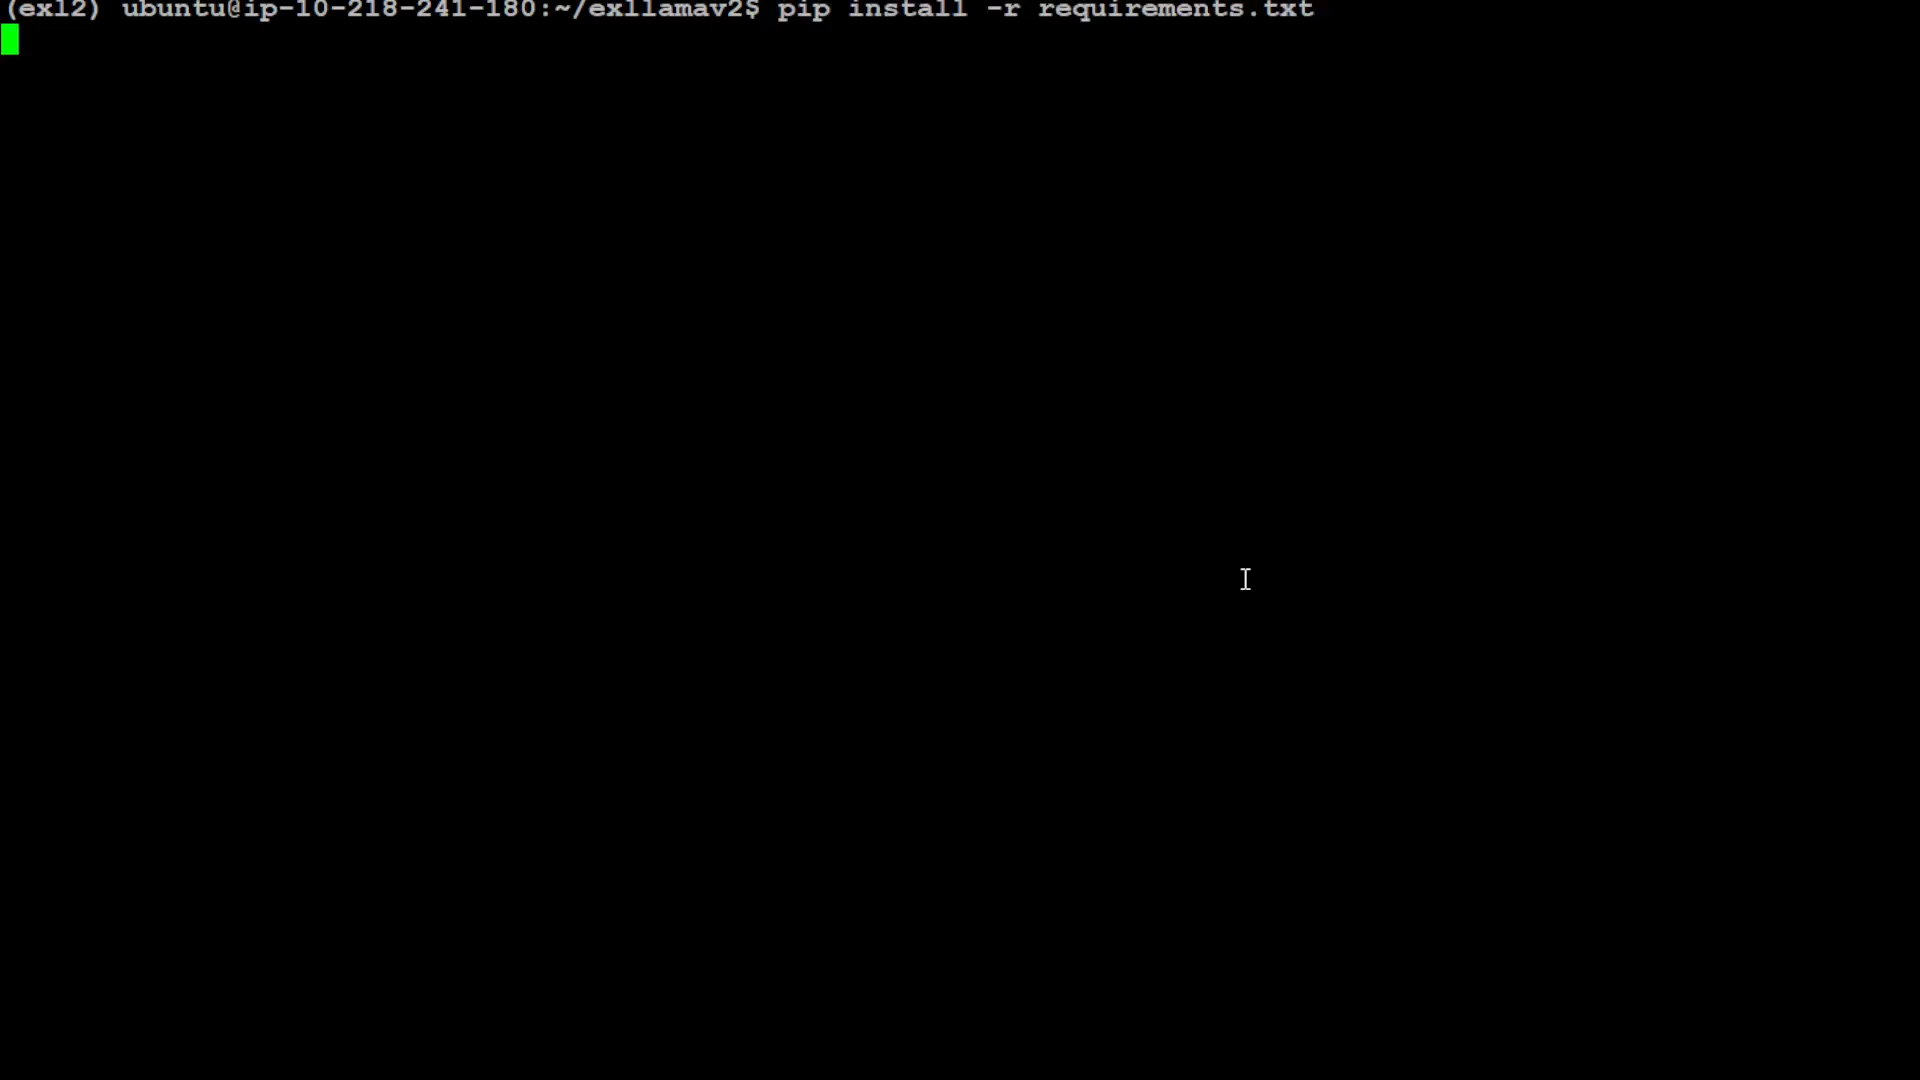 (exl2) ubuntu@ip-10-218-241-180:~/exllamav2$ pip install -r requirements.txt